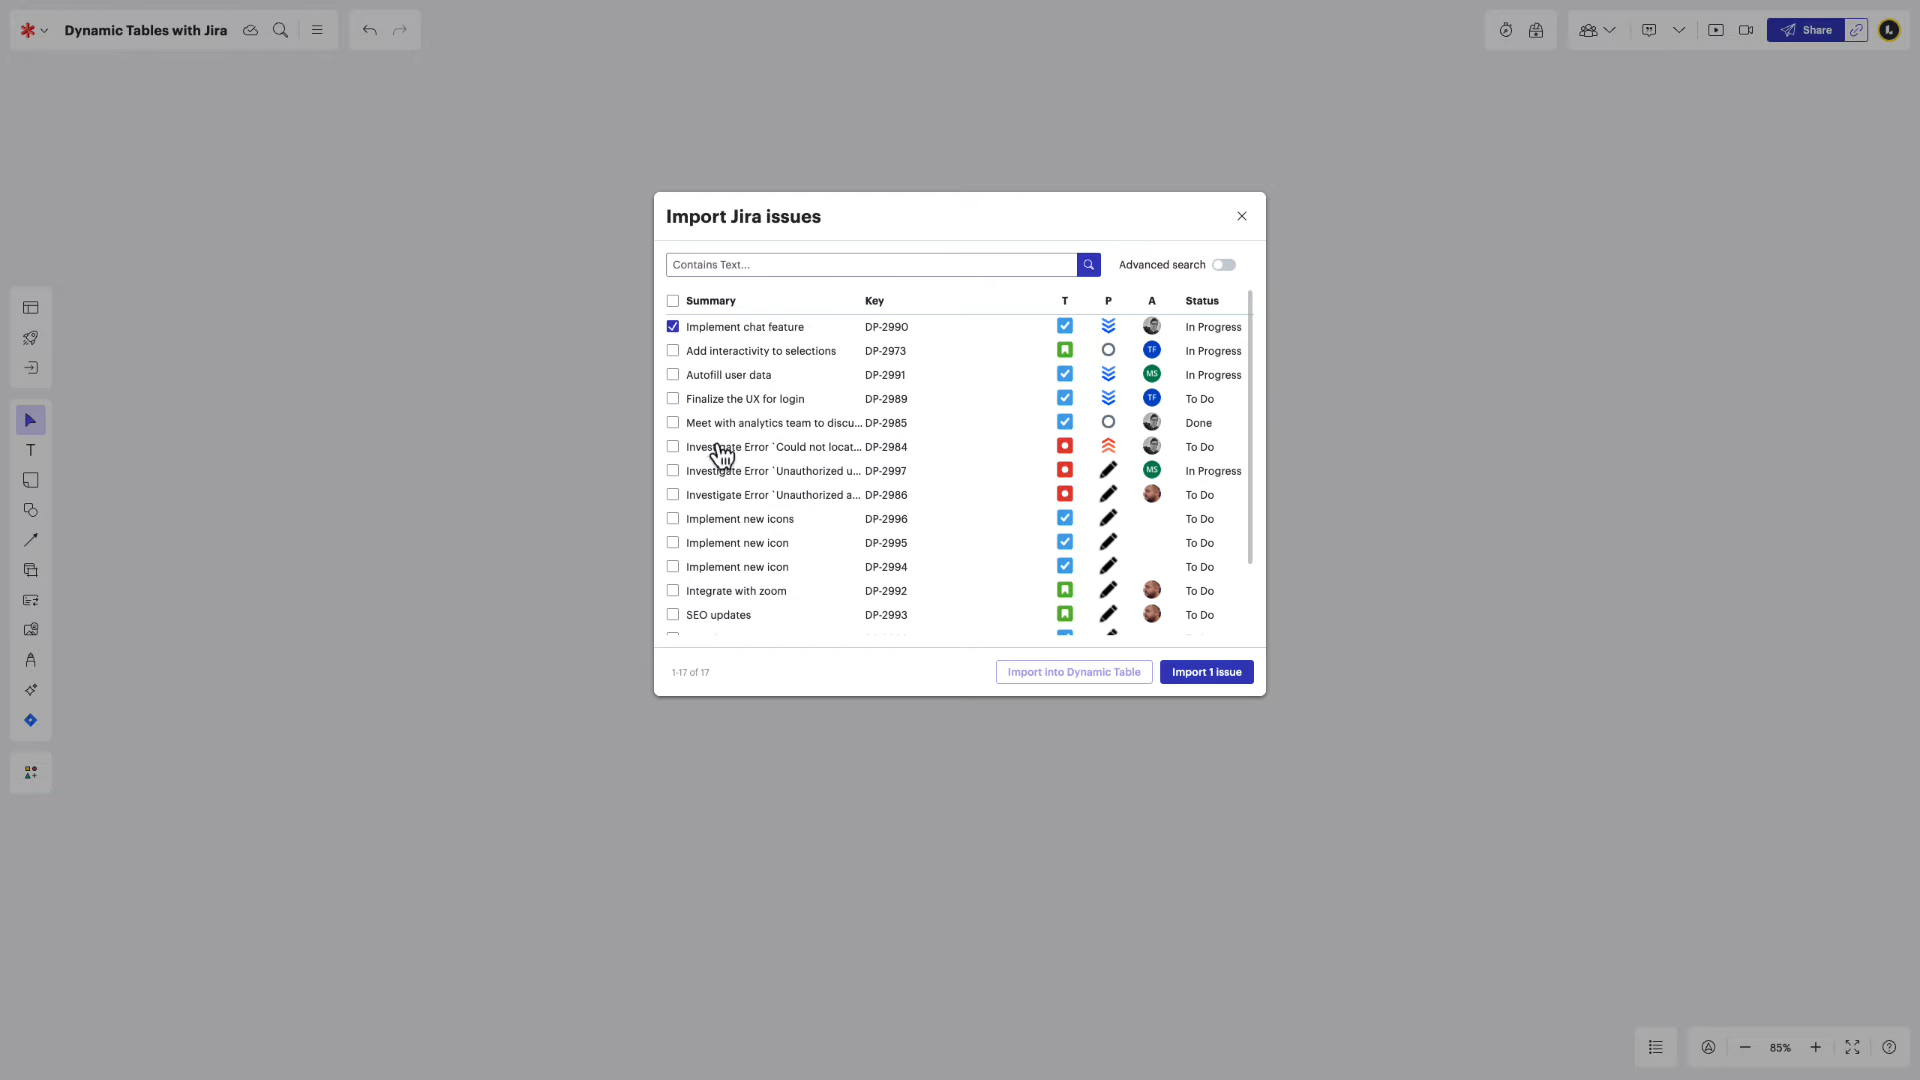 Dynamic Tables with Jira
Share
Import Jira issues
Contains Text...
Advanced search
Summary Key T P A Status
Implement chat feature DP-2990 In Progress
Add interactivity to selections DP-2973 TF In Progress
Autofill user data DP-2991 MS In Progress
Finalize the UX for login DP-2989 TF To Do
Meet with analytics team to discu... DP-2985 Done
Investigate Error `Could not locat... DP-2984 To Do
Investigate Error `Unauthorized u... DP-2997 MS In Progress
Investigate Error `Unauthorized a... DP-2986 To Do
Implement new icons DP-2996 To Do
Implement new icon DP-2995 To Do
Implement new icon DP-2994 To Do
Integrate with zoom DP-2992 To Do
SEO updates DP-2993 To Do
1-17 of 17
Import into Dynamic Table
Import 1 issue
85%